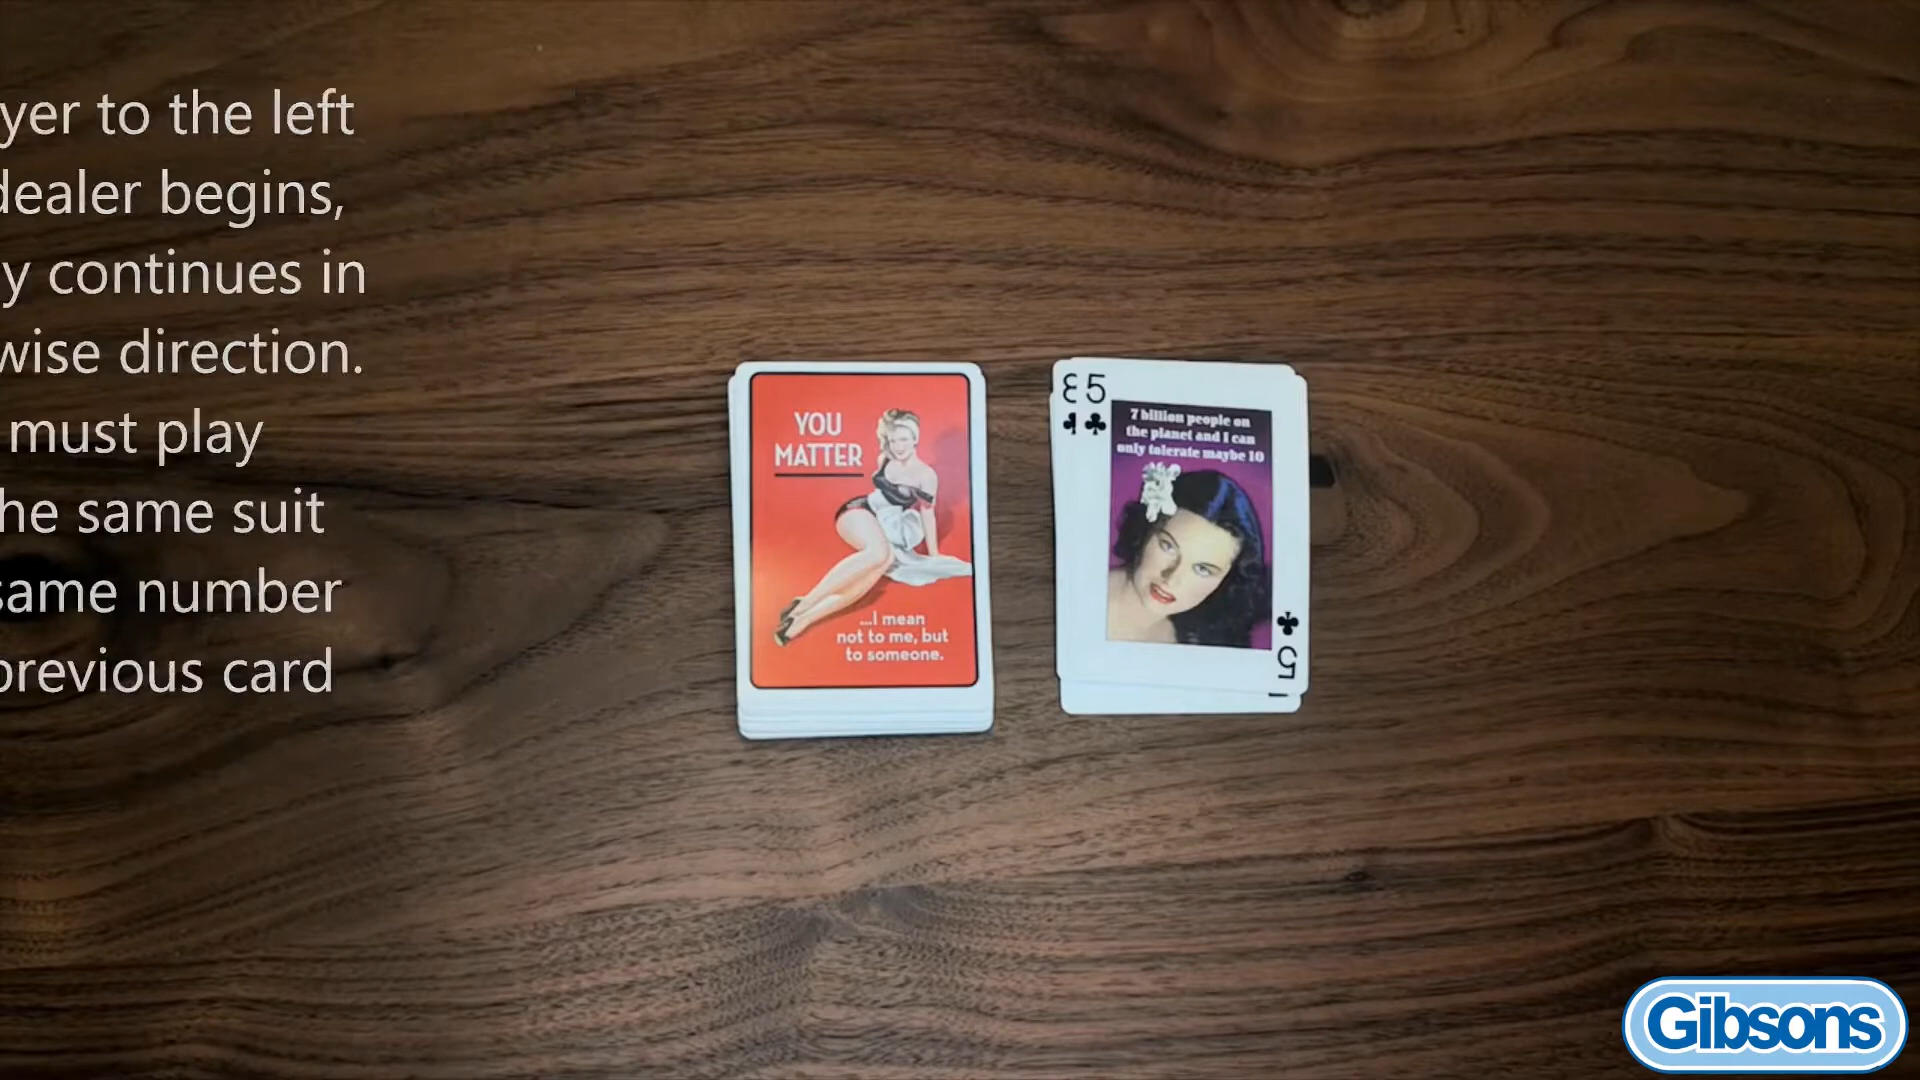 yer to the left
dealer begins,
y continues in
wise direction.
must play
he same suit
same number
previous card
YOU
MATTER
...I mean
not to me, but
to someone.
8 5
7 billion people on
the planet and I can
only tolerate maybe 10
5
Gibsons